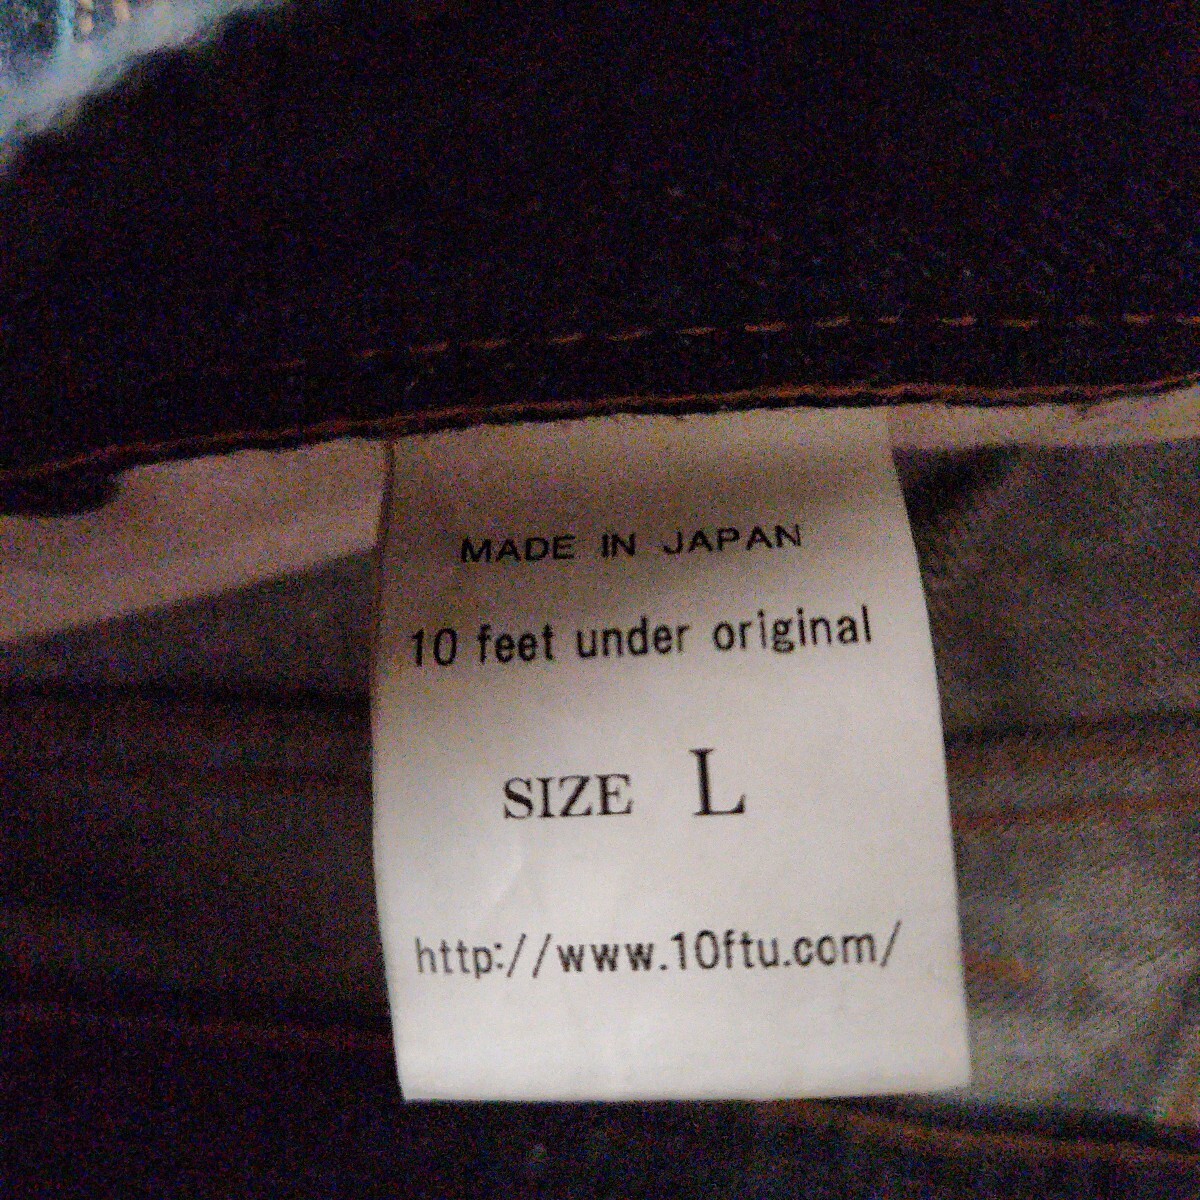 MADE IN JAPAN
10 feet under original
SIZE L
http://www.10ftu.com/